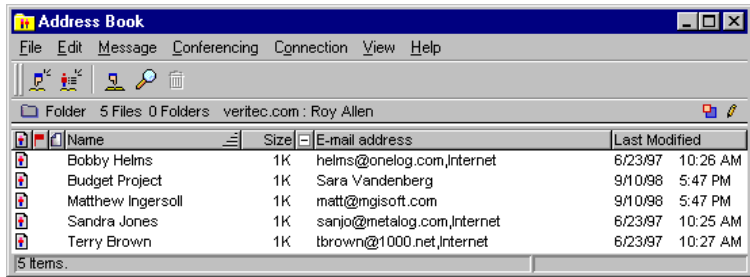 Address Book
File Edit Message Conferencing Connection View Help
Folder 5 Files 0 Folders veritec.com : Roy Allen
Name Size E-mail address Last Modified
Bobby Helms 1K helms@onelog.com,Internet 6/23/97 10:26 AM
Budget Project 1K Sara Vandenberg 9/10/98 5:47 PM
Matthew Ingersoll 1K matt@mgisoft.com 9/10/98 5:47 PM
Sandra Jones 1K sanjo@metalog.com,Internet 6/23/97 10:25 AM
Terry Brown 1K tbrown@1000.net,Internet 6/23/97 10:27 AM
5 Items.